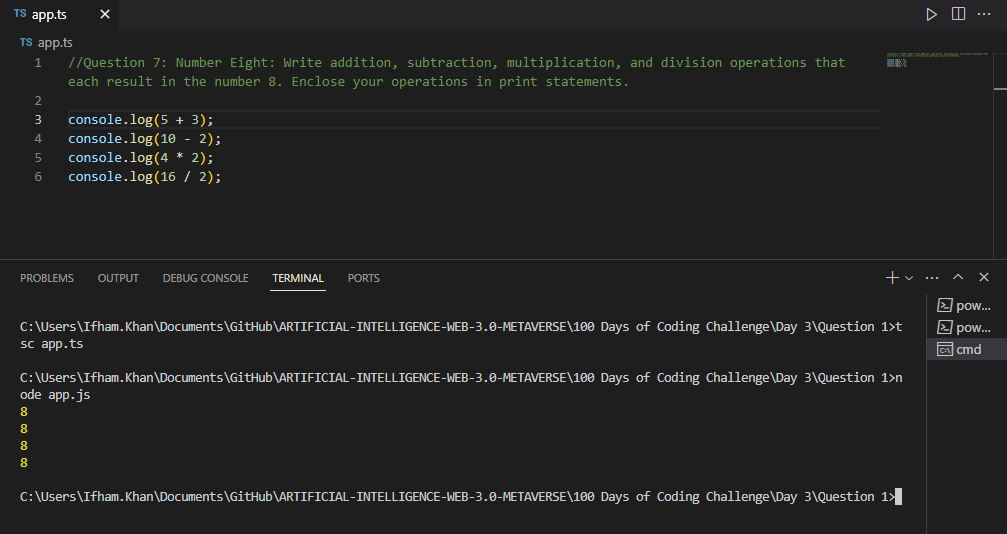 TS app.ts
TS app.ts
1 //Question 7: Number Eight: Write addition, subtraction, multiplication, and division operations that
each result in the number 8. Enclose your operations in print statements.
2
3 console.log(5 + 3);
4 console.log(10 - 2);
5 console.log(4 * 2);
6 console.log(16 / 2);
PROBLEMS OUTPUT DEBUG CONSOLE TERMINAL PORTS
C:\Users\Ifham.Khan\Documents\GitHub\ARTIFICIAL-INTELLIGENCE-WEB-3.0-METAVERSE\100 Days of Coding Challenge\Day 3\Question 1>t
sc app.ts
C:\Users\Ifham.Khan\Documents\GitHub\ARTIFICIAL-INTELLIGENCE-WEB-3.0-METAVERSE\100 Days of Coding Challenge\Day 3\Question 1>n
ode app.js
8
8
8
8
C:\Users\Ifham.Khan\Documents\GitHub\ARTIFICIAL-INTELLIGENCE-WEB-3.0-METAVERSE\100 Days of Coding Challenge\Day 3\Question 1>
pow...
pow...
cmd